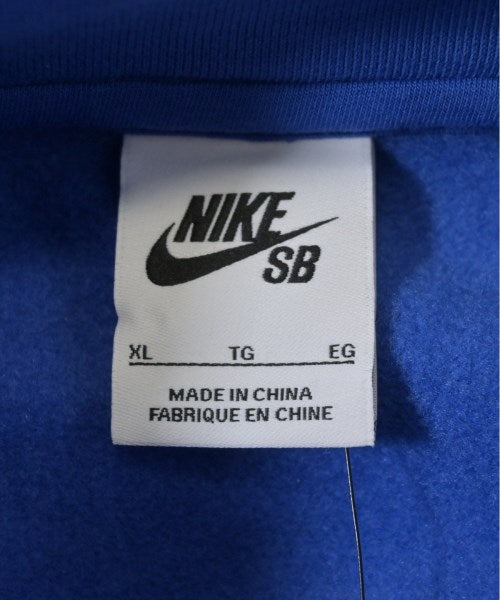 NIKE
SB
XL TG EG
MADE IN CHINA
FABRIQUE EN CHINE